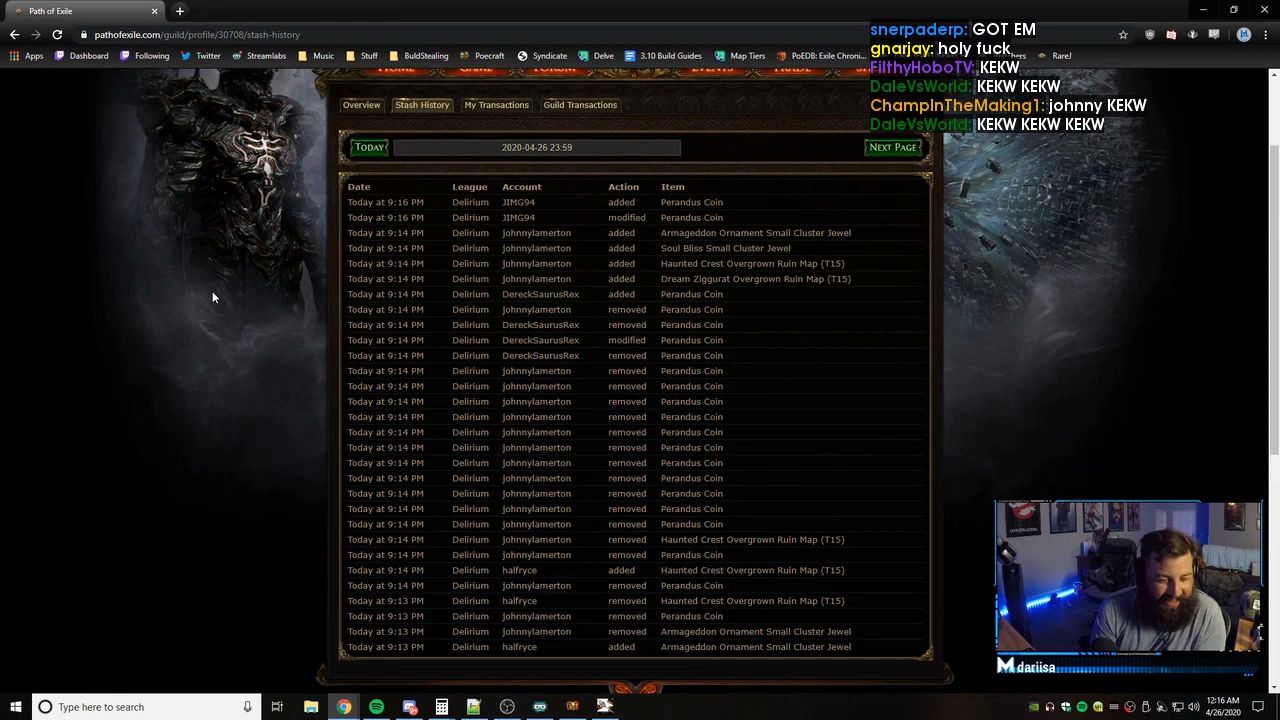 Path of Exile
pathofexile.com/guild/profile/30708/stash-history
Apps Dashboard Following Twitter Settings Music Stuff BuldStealing Poecraft Syndicate Delve 3.10 Build Guides Map Tiers PoEDB: Exile Chron... RareJ
snerpaderp: GOT EM
gnarjay: holy fuck
FilthyHoboTV: KEKW
DaleVsWorld: KEKW KEKW
ChampInTheMaking1: johnny KEKW
DaleVsWorld: KEKW KEKW KEKW
HOME GAME FORUM EVENTS TRADE
Overview Stash History My Transactions Guild Transactions
TODAY 2020-04-26 23:59 NEXT PAGE
Date League Account Action Item
Today at 9:16 PM Delirium JIMG94 added Perandus Coin
Today at 9:16 PM Delirium JIMG94 modified Perandus Coin
Today at 9:14 PM Delirium johnnylamerton added Armageddon Ornament Small Cluster Jewel
Today at 9:14 PM Delirium johnnylamerton added Soul Bliss Small Cluster Jewel
Today at 9:14 PM Delirium johnnylamerton added Haunted Crest Overgrown Ruin Map (T15)
Today at 9:14 PM Delirium johnnylamerton added Dream Ziggurat Overgrown Ruin Map (T15)
Today at 9:14 PM Delirium DereckSaurusRex added Perandus Coin
Today at 9:14 PM Delirium johnnylamerton removed Perandus Coin
Today at 9:14 PM Delirium DereckSaurusRex removed Perandus Coin
Today at 9:14 PM Delirium DereckSaurusRex modified Perandus Coin
Today at 9:14 PM Delirium DereckSaurusRex removed Perandus Coin
Today at 9:14 PM Delirium johnnylamerton removed Perandus Coin
Today at 9:14 PM Delirium johnnylamerton removed Perandus Coin
Today at 9:14 PM Delirium johnnylamerton removed Perandus Coin
Today at 9:14 PM Delirium johnnylamerton removed Perandus Coin
Today at 9:14 PM Delirium johnnylamerton removed Perandus Coin
Today at 9:14 PM Delirium johnnylamerton removed Perandus Coin
Today at 9:14 PM Delirium johnnylamerton removed Perandus Coin
Today at 9:14 PM Delirium johnnylamerton removed Perandus Coin
Today at 9:14 PM Delirium johnnylamerton removed Perandus Coin
Today at 9:14 PM Delirium johnnylamerton removed Perandus Coin
Today at 9:14 PM Delirium johnnylamerton removed Perandus Coin
Today at 9:14 PM Delirium johnnylamerton removed Haunted Crest Overgrown Ruin Map (T15)
Today at 9:14 PM Delirium johnnylamerton removed Perandus Coin
Today at 9:14 PM Delirium halfryce added Haunted Crest Overgrown Ruin Map (T15)
Today at 9:14 PM Delirium johnnylamerton removed Perandus Coin
Today at 9:13 PM Delirium halfryce removed Haunted Crest Overgrown Ruin Map (T15)
Today at 9:13 PM Delirium johnnylamerton removed Perandus Coin
Today at 9:13 PM Delirium johnnylamerton removed Armageddon Ornament Small Cluster Jewel
Today at 9:13 PM Delirium halfryce added Armageddon Ornament Small Cluster Jewel
dariisa
Type here to search
12:16 AM
4/26/2020